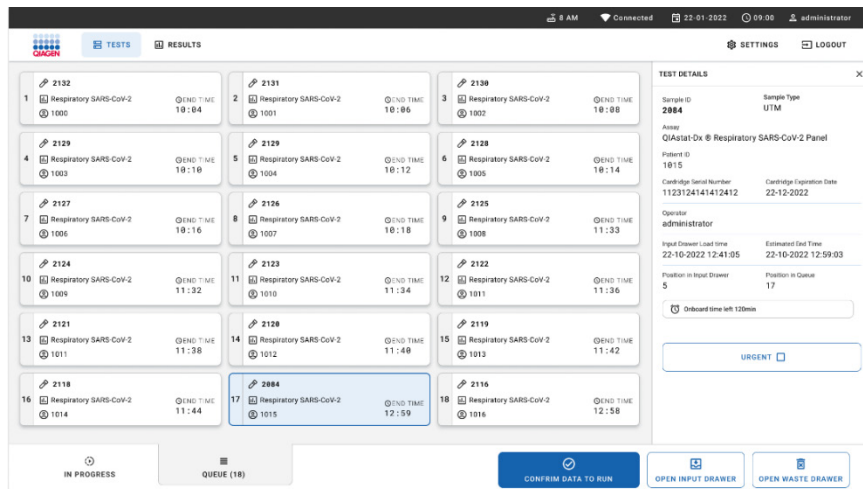 8 AM Connected 22-01-2022 09:00 administrator
QIAGEN TESTS RESULTS SETTINGS LOGOUT
TEST DETAILS X
Sample ID Sample Type
2084 UTM
Assay
QIAstat-Dx ® Respiratory SARS-CoV-2 Panel
Patient ID
1015
Cardridge Serial Number Cardridge Expiration Date
1123124141412412 22-12-2022
Operator
administrator
Input Drawer Load time Estimated End Time
22-10-2022 12:41:05 22-10-2022 12:59:03
Position in Input Drawer Position in Queue
5 17
Onboard time left 120min
URGENT
1 2132
Respiratory SARS-CoV-2 END TIME
1000 10:04
2 2131
Respiratory SARS-CoV-2 END TIME
1001 10:06
3 2130
Respiratory SARS-CoV-2 END TIME
1002 10:08
4 2129
Respiratory SARS-CoV-2 END TIME
1003 10:10
5 2129
Respiratory SARS-CoV-2 END TIME
1004 10:12
6 2128
Respiratory SARS-CoV-2 END TIME
1005 10:14
7 2127
Respiratory SARS-CoV-2 END TIME
1006 10:16
8 2126
Respiratory SARS-CoV-2 END TIME
1007 10:18
9 2125
Respiratory SARS-CoV-2 END TIME
1008 11:33
10 2124
Respiratory SARS-CoV-2 END TIME
1009 11:32
11 2123
Respiratory SARS-CoV-2 END TIME
1010 11:34
12 2122
Respiratory SARS-CoV-2 END TIME
1011 11:36
13 2121
Respiratory SARS-CoV-2 END TIME
1011 11:38
14 2120
Respiratory SARS-CoV-2 END TIME
1012 11:40
15 2119
Respiratory SARS-CoV-2 END TIME
1013 11:42
16 2118
Respiratory SARS-CoV-2 END TIME
1014 11:44
17 2084
Respiratory SARS-CoV-2 END TIME
1015 12:59
18 2116
Respiratory SARS-CoV-2 END TIME
1016 12:58
IN PROGRESS QUEUE (18) CONFRIM DATA TO RUN OPEN INPUT DRAWER OPEN WASTE DRAWER